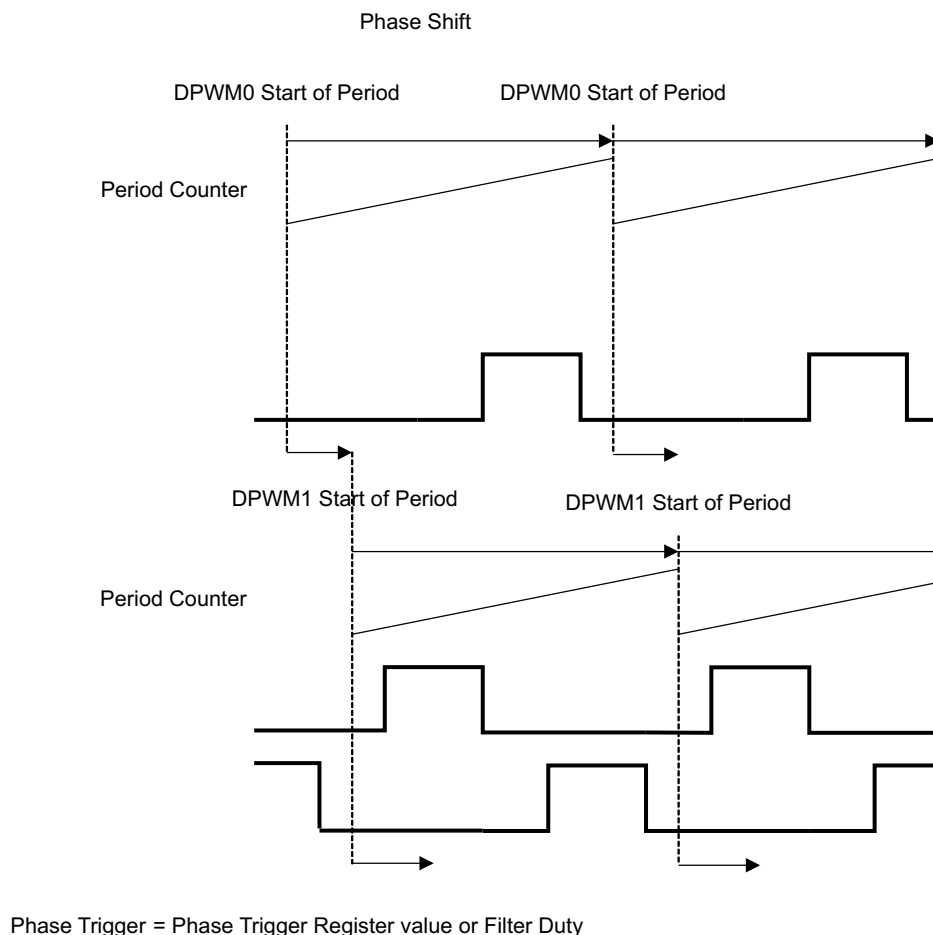 Phase Shift
DPWM0 Start of Period
DPWM0 Start of Period
Period Counter
DPWM1 Start of Period
DPWM1 Start of Period
Period Counter
Phase Trigger = Phase Trigger Register value or Filter Duty